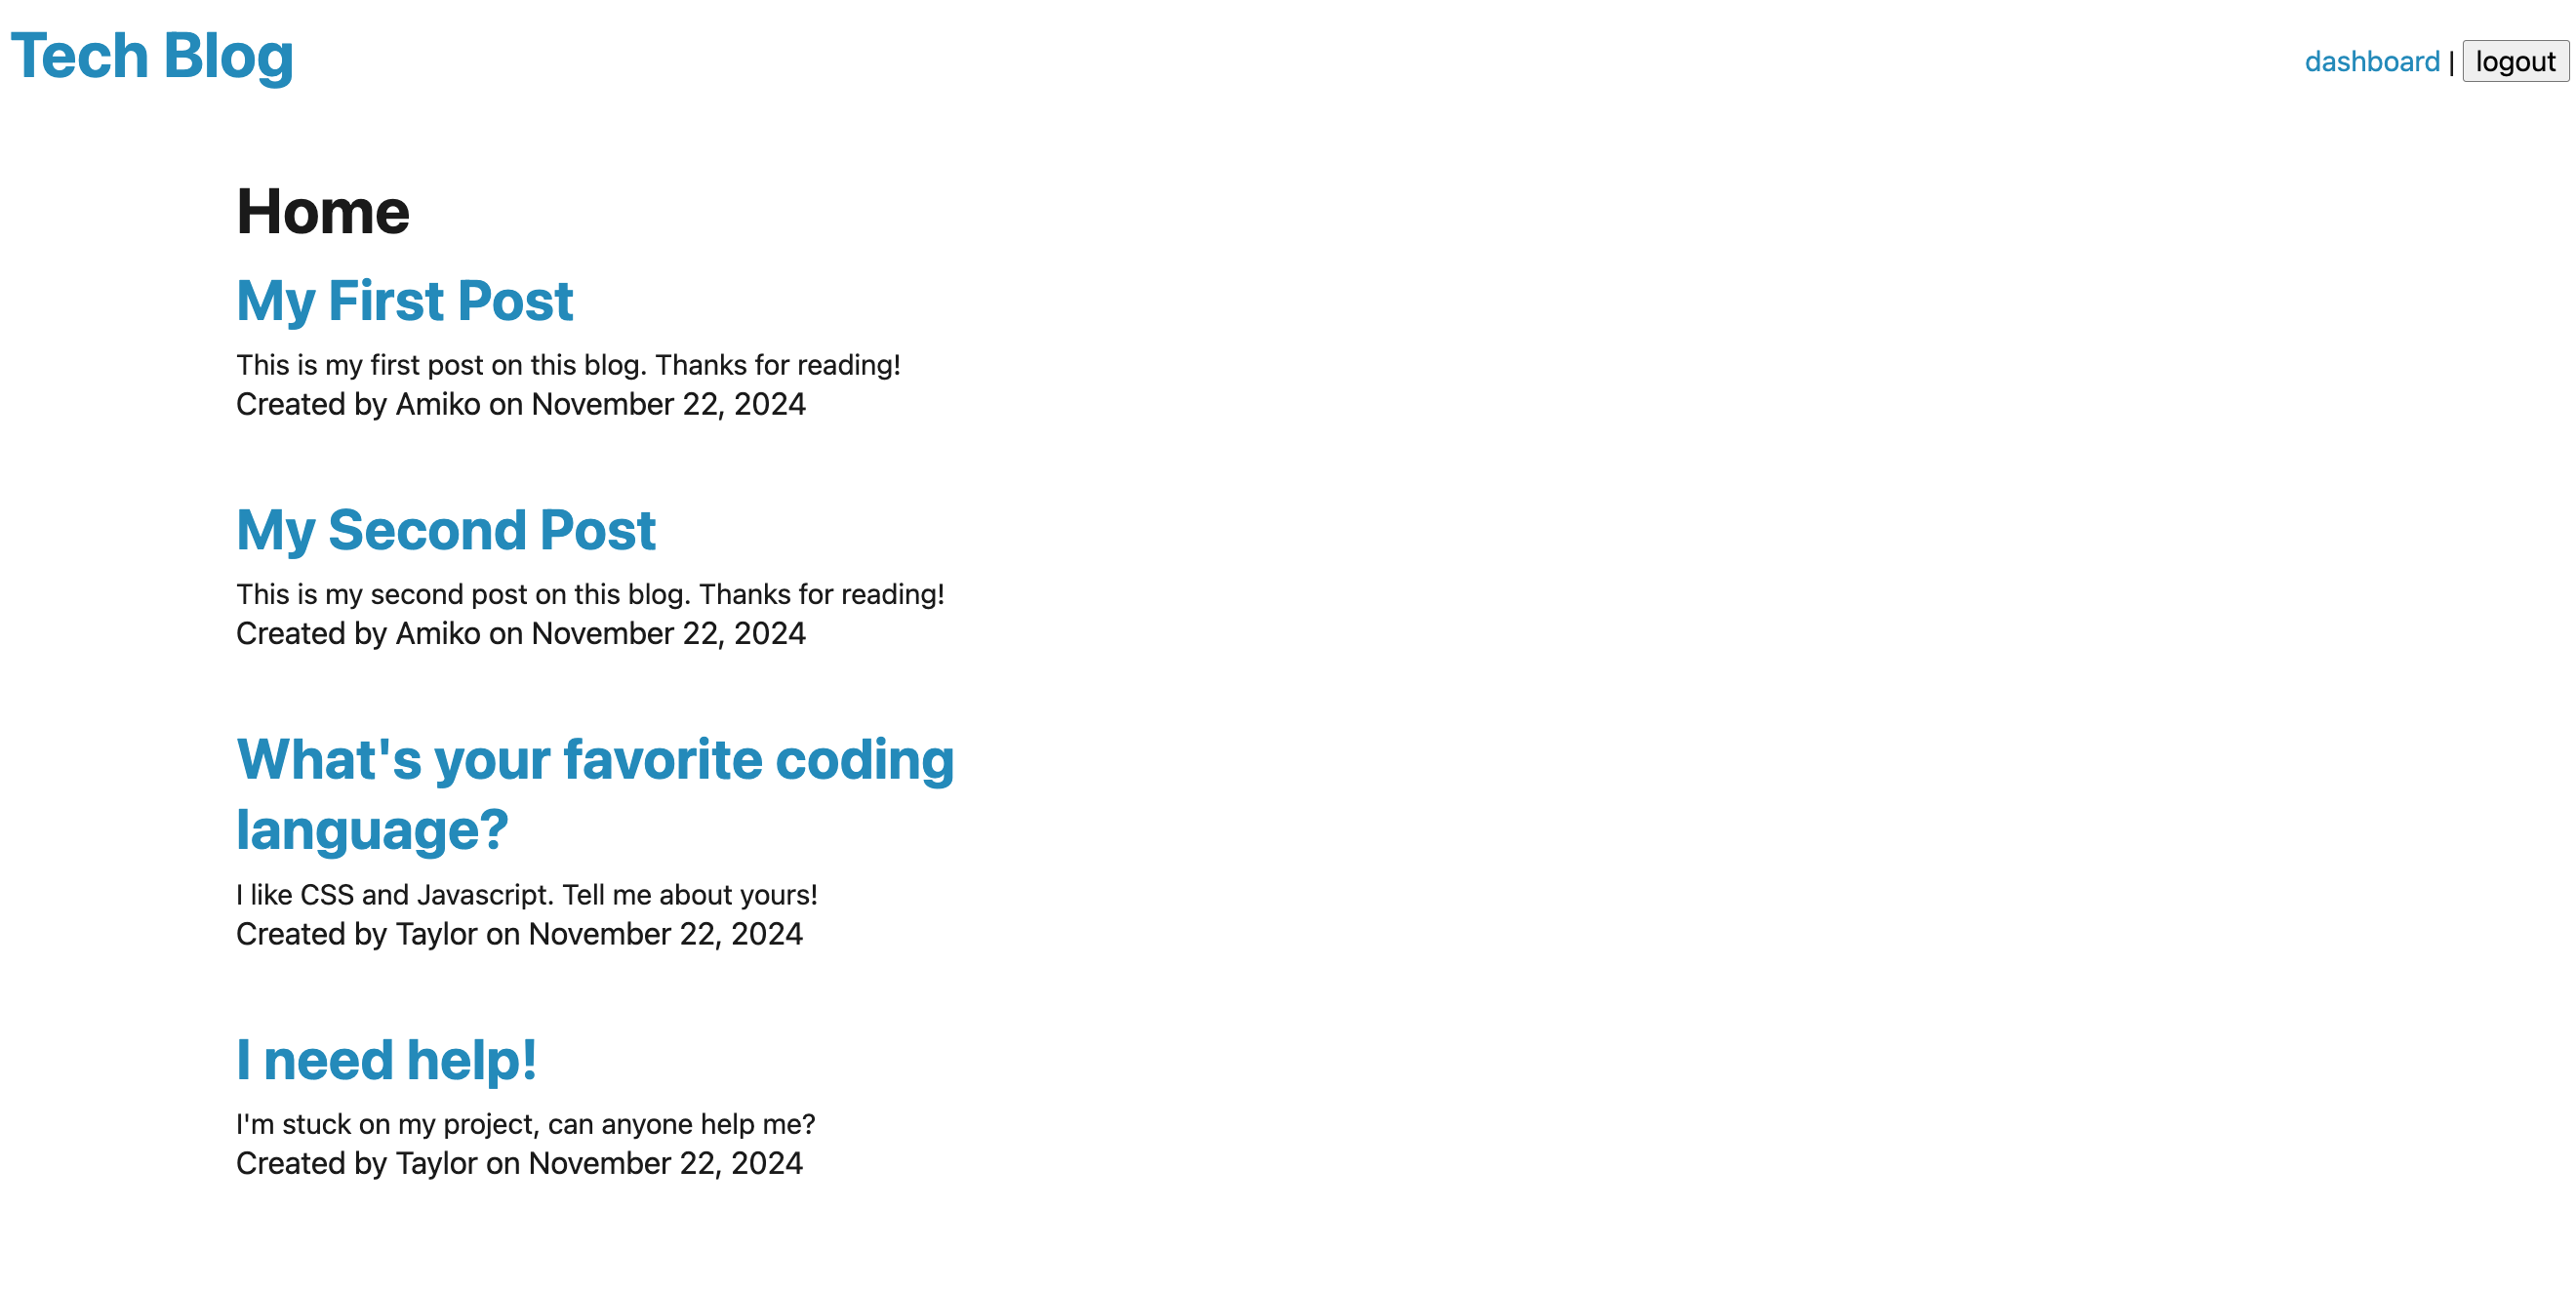 Tech Blog
dashboard | logout
Home
My First Post
This is my first post on this blog. Thanks for reading!
Created by Amiko on November 22, 2024
My Second Post
This is my second post on this blog. Thanks for reading!
Created by Amiko on November 22, 2024
What's your favorite coding
language?
I like CSS and Javascript. Tell me about yours!
Created by Taylor on November 22, 2024
I need help!
I'm stuck on my project, can anyone help me?
Created by Taylor on November 22, 2024